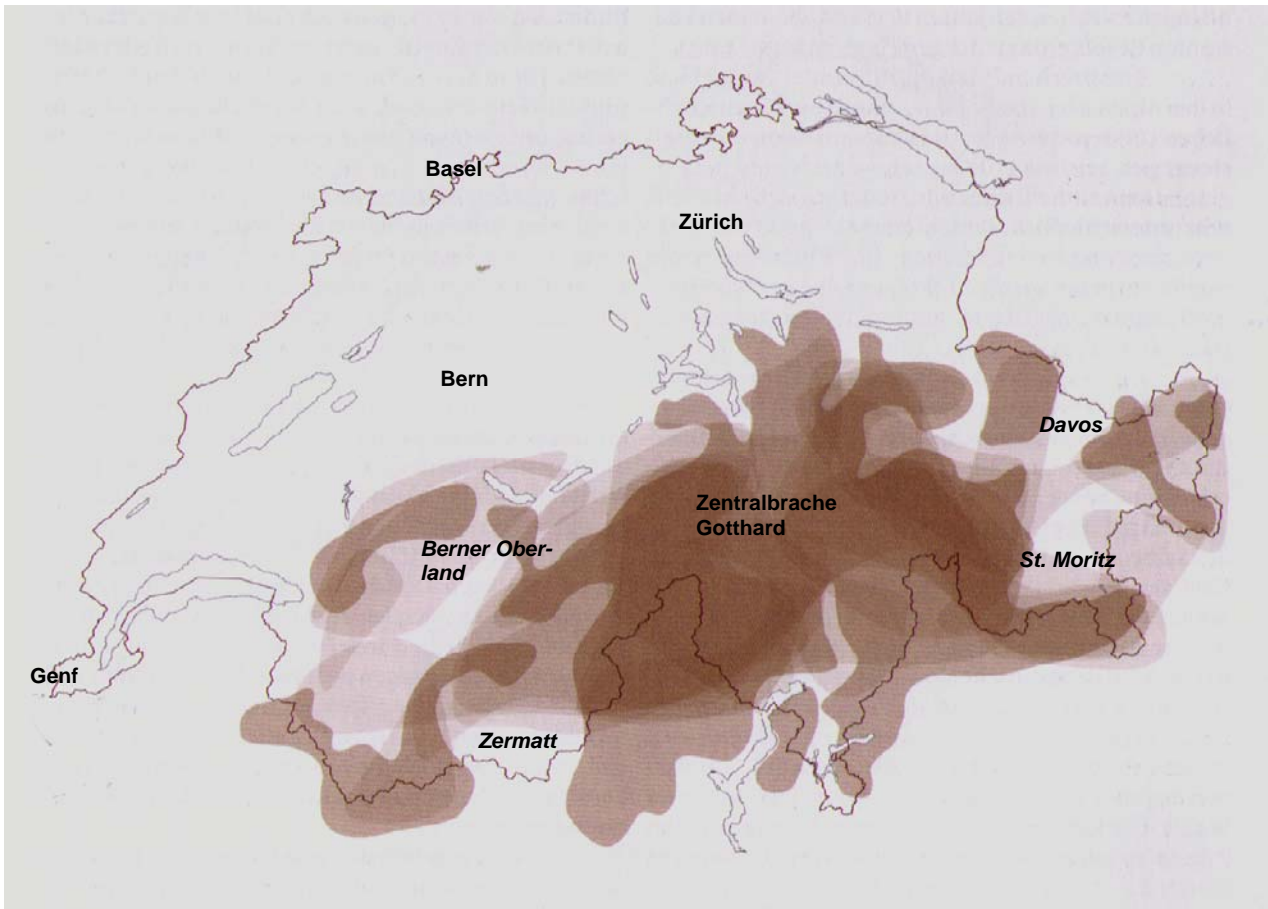 Basel
Zürich
Bern
Davos
Zentralbrache
Gotthard
Berner Ober-
land
St. Moritz
Genf
Zermatt